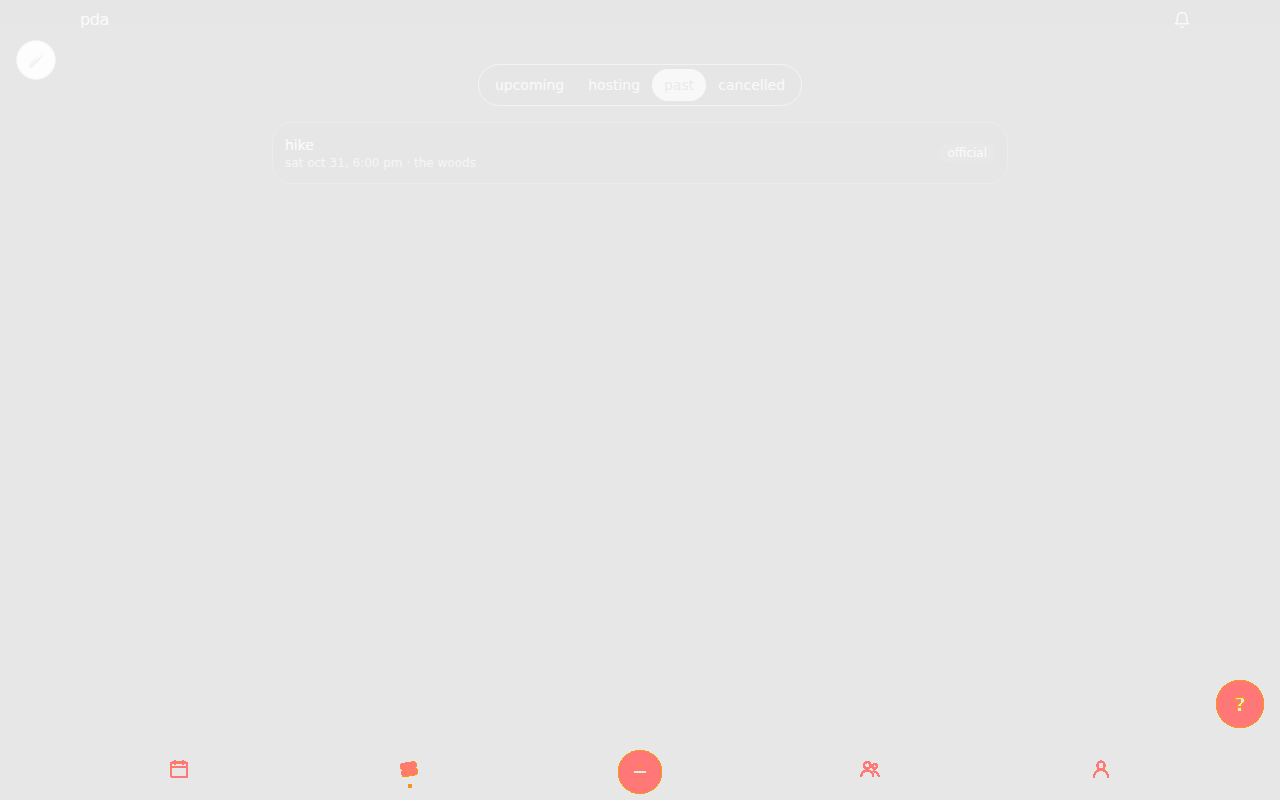 pda
upcoming hosting past cancelled
hike
sat oct 31, 6:00 pm · the woods
official
?